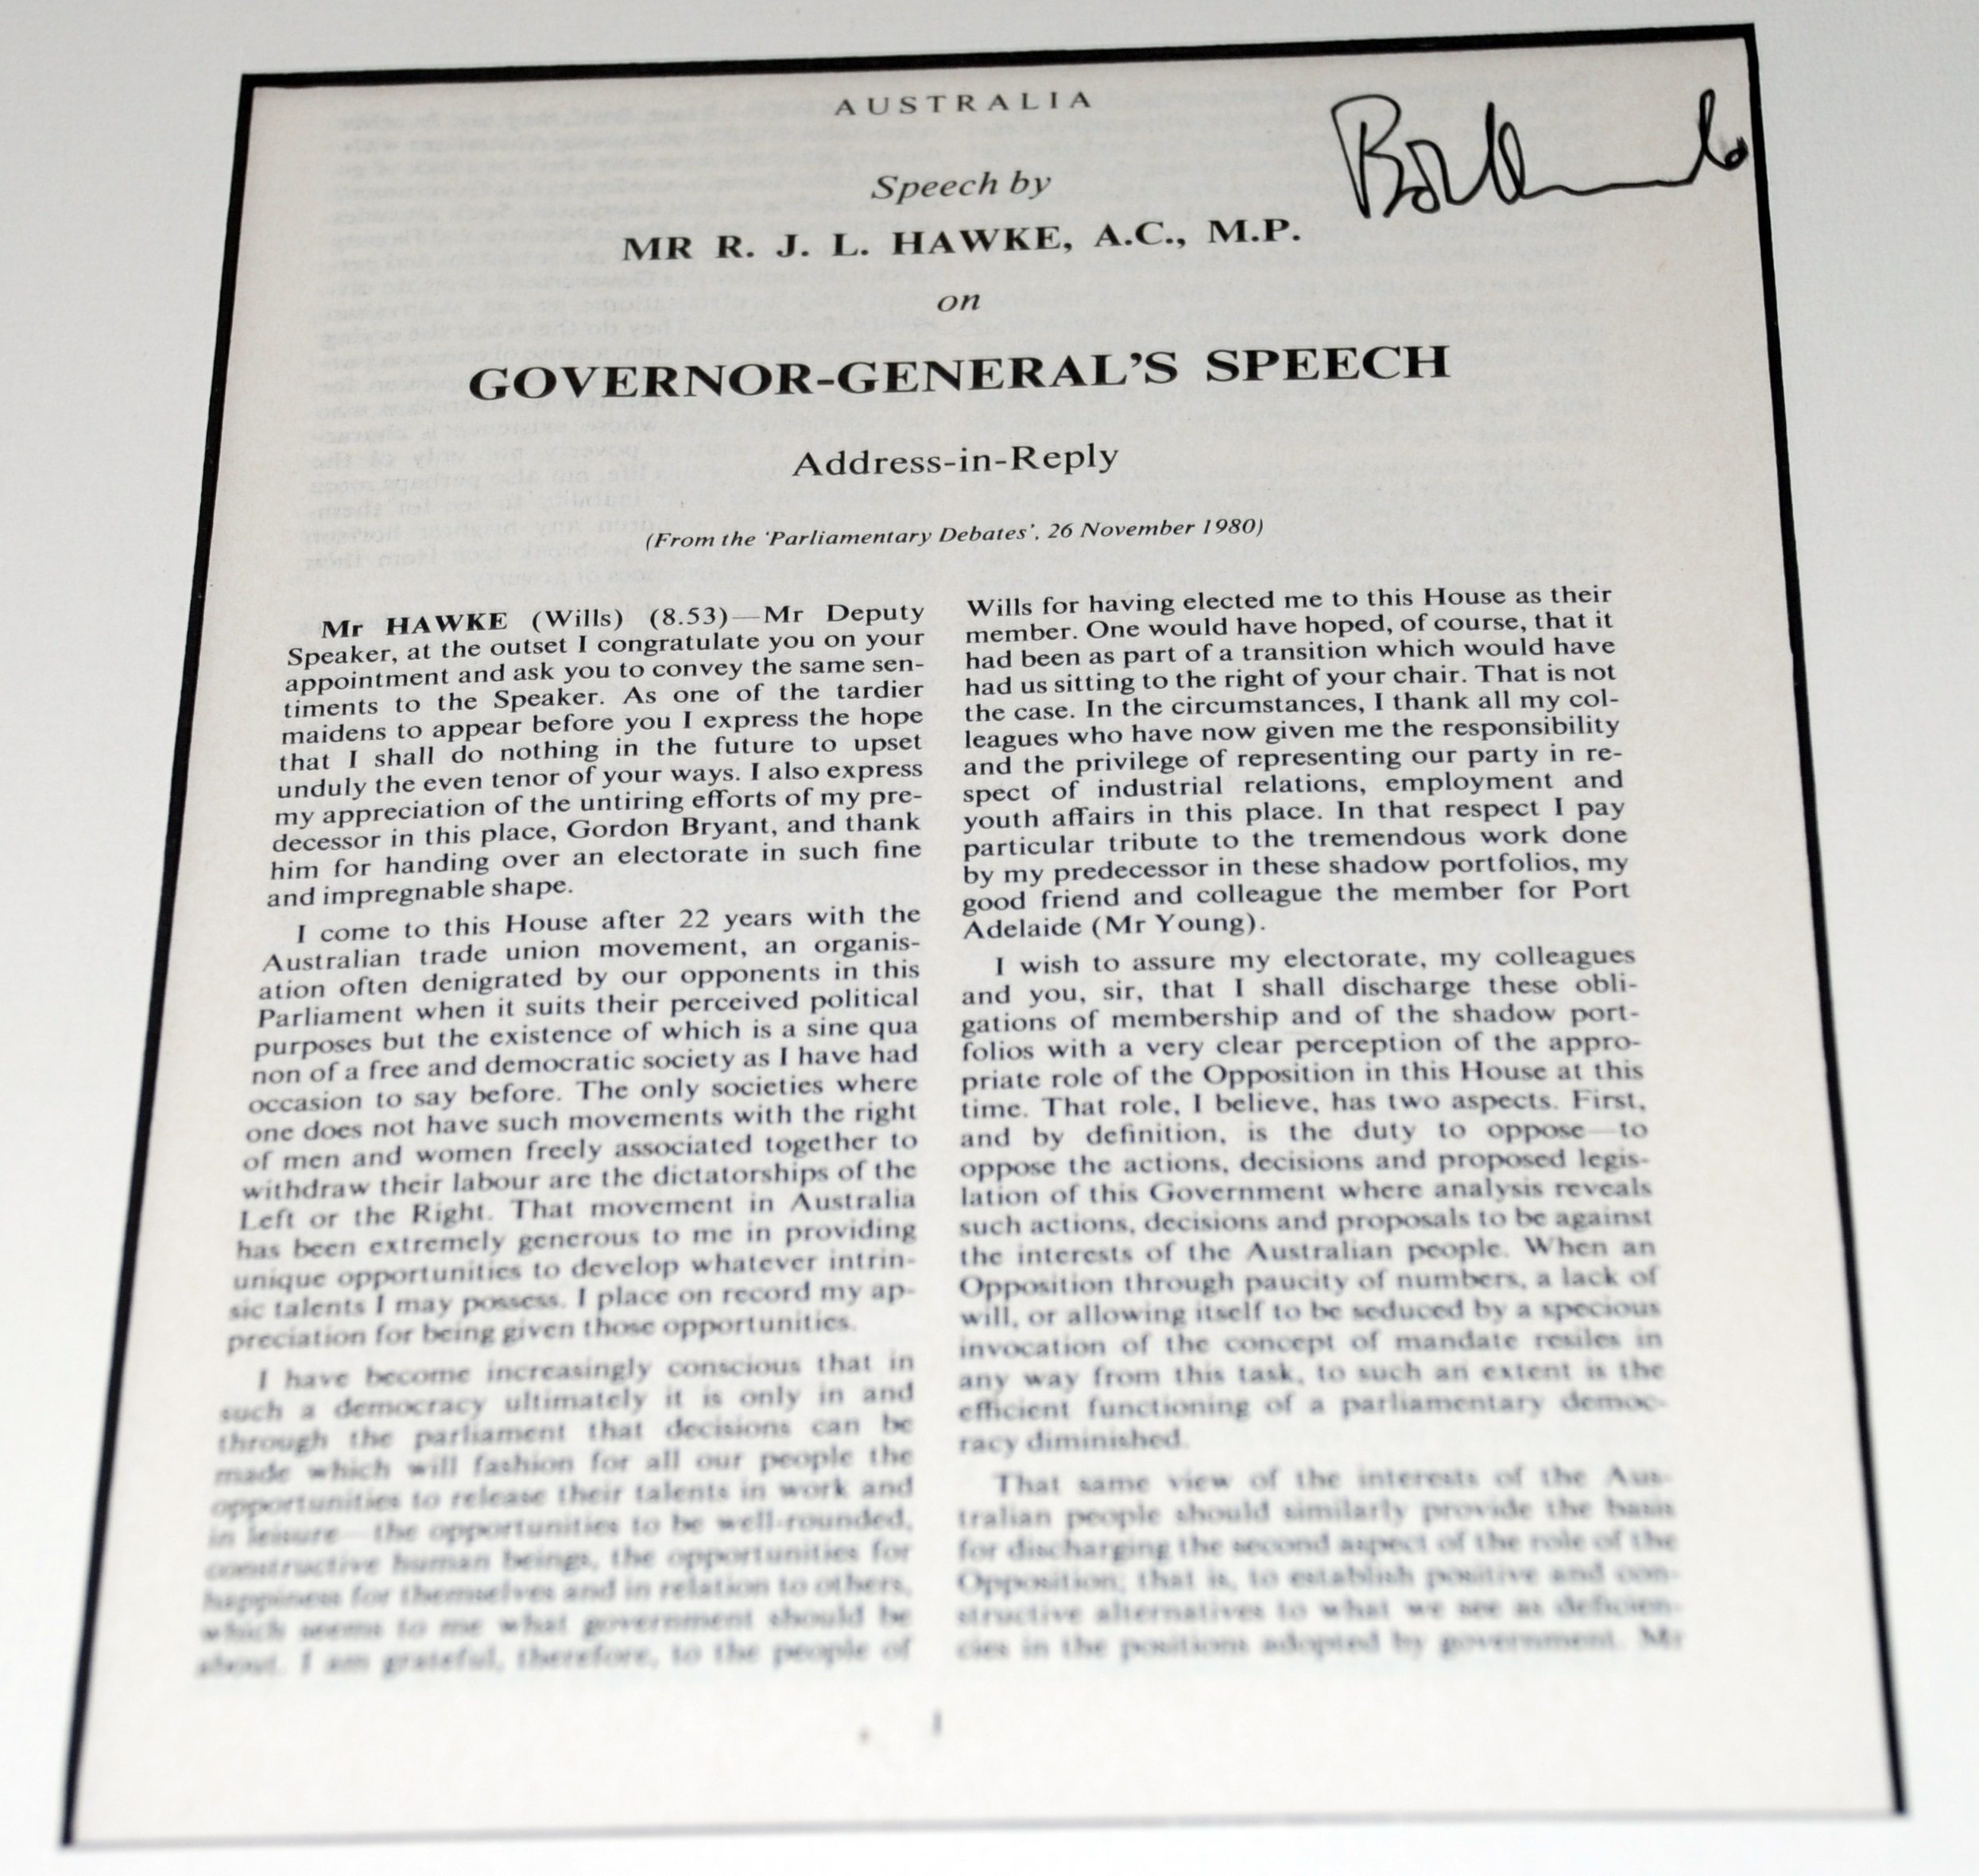 AUSTRALIA
Speech by
MR R. J. L. HAWKE, A.C., M.P.
on
GOVERNOR-GENERAL'S SPEECH
Address-in-Reply
(From the 'Parliamentary Debates', 26 November 1980)
Mr HAWKE (Wills) (8.53)—Mr Deputy
Speaker, at the outset I congratulate you on your
appointment and ask you to convey the same sen-
timents to the Speaker. As one of the tardier
maidens to appear before you I express the hope
that I shall do nothing in the future to upset
unduly the even tenor of your ways. I also express
my appreciation of the untiring efforts of my pre-
decessor in this place, Gordon Bryant, and thank
him for handing over an electorate in such fine
and impregnable shape.
I come to this House after 22 years with the
Australian trade union movement, an organis-
ation often denigrated by our opponents in this
Parliament when it suits their perceived political
purposes but the existence of which is a sine qua
non of a free and democratic society as I have had
occasion to say before. The only societies where
one does not have such movements with the right
of men and women freely associated together to
withdraw their labour are the dictatorships of the
Left or the Right. That movement in Australia
has been extremely generous to me in providing
unique opportunities to develop whatever intrin-
sic talents I may possess. I place on record my ap-
preciation for being given those opportunities.
I have become increasingly conscious that in
such a democracy ultimately it is only in and
through the parliament that decisions can be
made which will fashion for all our people the
opportunities to release their talents in work and
in leisure—the opportunities to be well-rounded,
constructive human beings, the opportunities for
happiness for themselves and in relation to others,
which seems to me what government should be
about. I am grateful, therefore, to the people of
Wills for having elected me to this House as their
member. One would have hoped, of course, that it
had been as part of a transition which would have
had us sitting to the right of your chair. That is not
the case. In the circumstances, I thank all my col-
leagues who have now given me the responsibility
and the privilege of representing our party in re-
spect of industrial relations, employment and
youth affairs in this place. In that respect I pay
particular tribute to the tremendous work done
by my predecessor in these shadow portfolios, my
good friend and colleague the member for Port
Adelaide (Mr Young).
I wish to assure my electorate, my colleagues
and you, sir, that I shall discharge these obli-
gations of membership and of the shadow port-
folios with a very clear perception of the appro-
priate role of the Opposition in this House at this
time. That role, I believe, has two aspects. First,
and by definition, is the duty to oppose—to
oppose the actions, decisions and proposed legis-
lation of this Government where analysis reveals
such actions, decisions and proposals to be against
the interests of the Australian people. When an
Opposition through paucity of numbers, a lack of
will, or allowing itself to be seduced by a specious
invocation of the concept of mandate resiles in
any way from this task, to such an extent is the
efficient functioning of a parliamentary democ-
racy diminished.
That same view of the interests of the Aus-
tralian people should similarly provide the basis
for discharging the second aspect of the role of the
Opposition; that is, to establish positive and con-
structive alternatives to what we see as deficien-
cies in the positions adopted by government. Mr
1